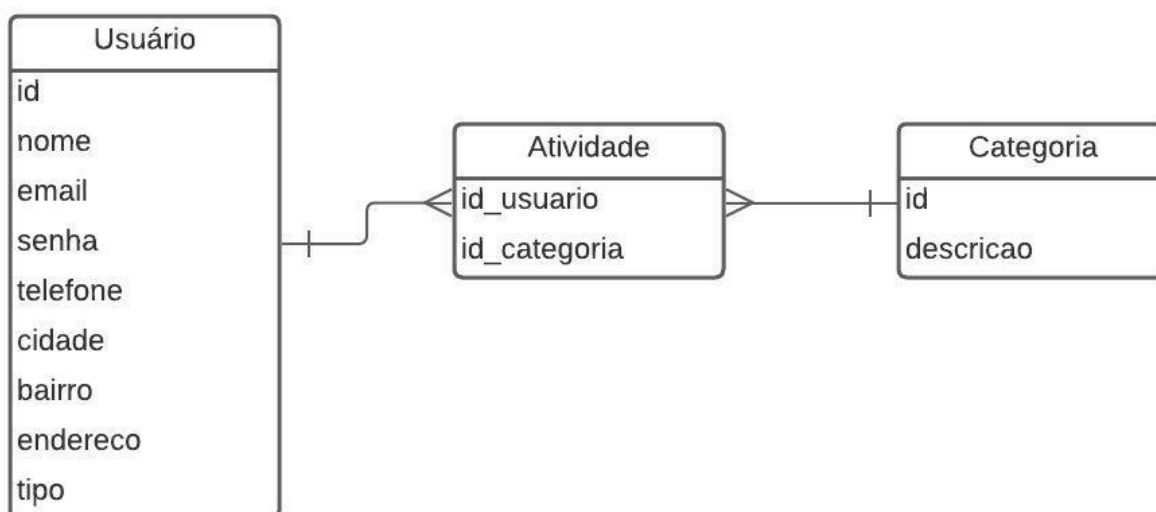 Usuário
id
nome
email
senha
telefone
cidade
bairro
endereco
tipo
Atividade
id_usuario
id_categoria
Categoria
id
descricao